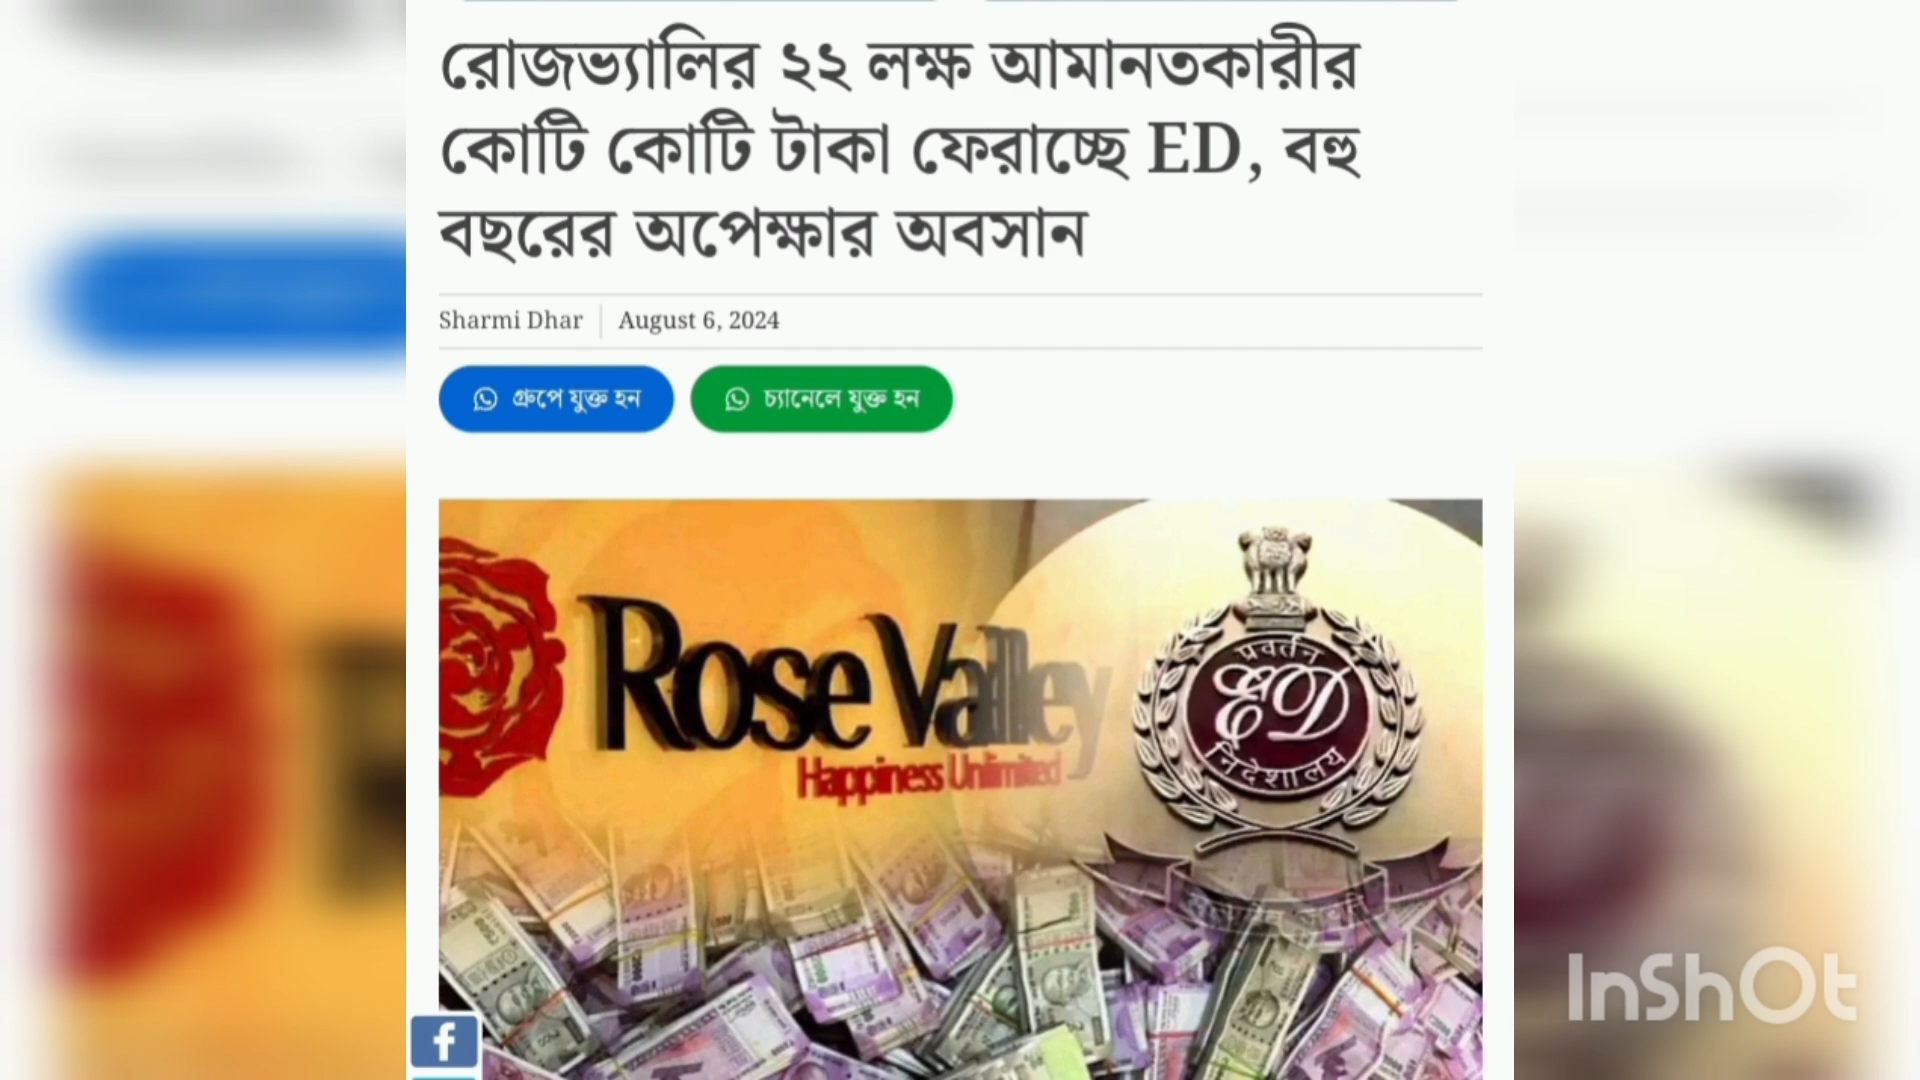 রোজভ্যালির ২২ লক্ষ আমানতকারীর
কোটি কোটি টাকা ফেরাচ্ছে ED, বহু
বছরের অপেক্ষার অবসান
Sharmi Dhar August 6, 2024
গ্রুপে যুক্ত হন চ্যানেলে যুক্ত হন
Rose Valley
Happiness Unlimited
प्रवर्तन
ED
निदेशालय
f
InShOt